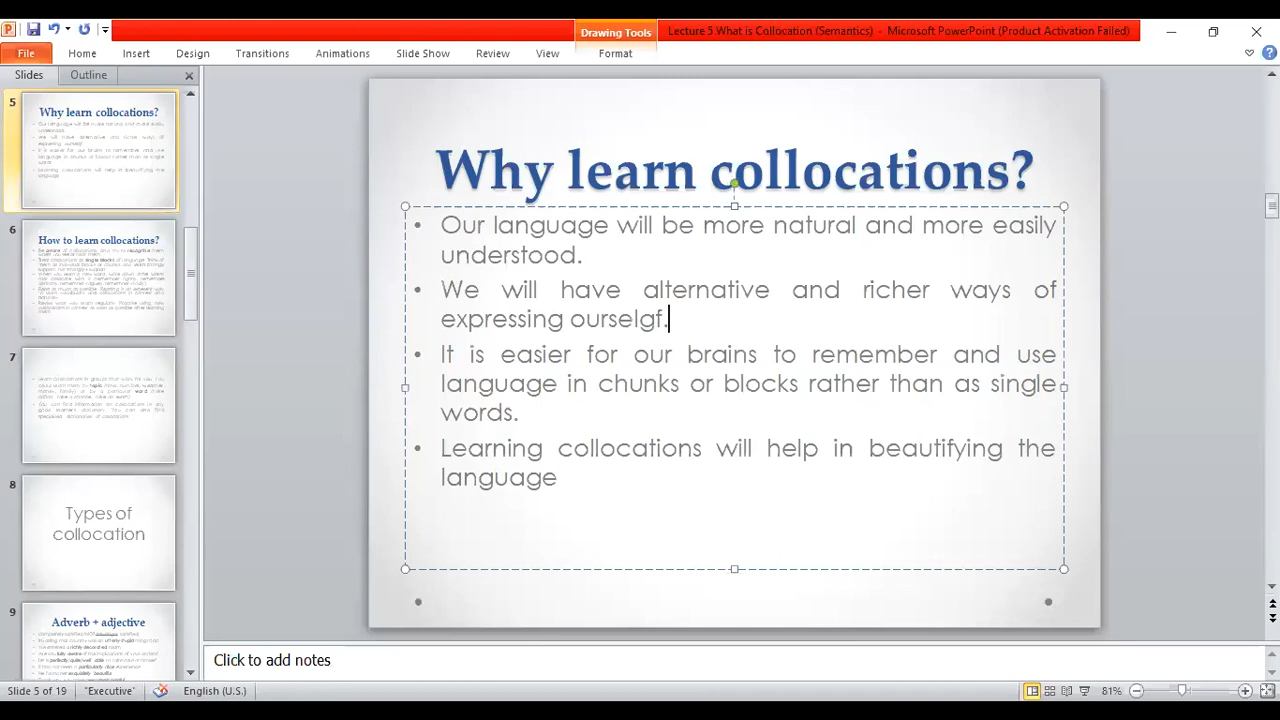 Drawing Tools
Lecture 5 What is Collocation (Semantics) - Microsoft PowerPoint (Product Activation Failed)
File Home Insert Design Transitions Animations Slide Show Review View Format
Slides Outline
5
Why learn collocations?
6
How to learn collocations?
7
8
Types of
collocation
9
Adverb + adjective
Why learn collocations?
• Our language will be more natural and more easily
understood.
• We will have alternative and richer ways of
expressing ourselgf.
• It is easier for our brains to remember and use
language in chunks or blocks rather than as single
words.
• Learning collocations will help in beautifying the
language
Click to add notes
Slide 5 of 19 "Executive" English (U.S.) 81%